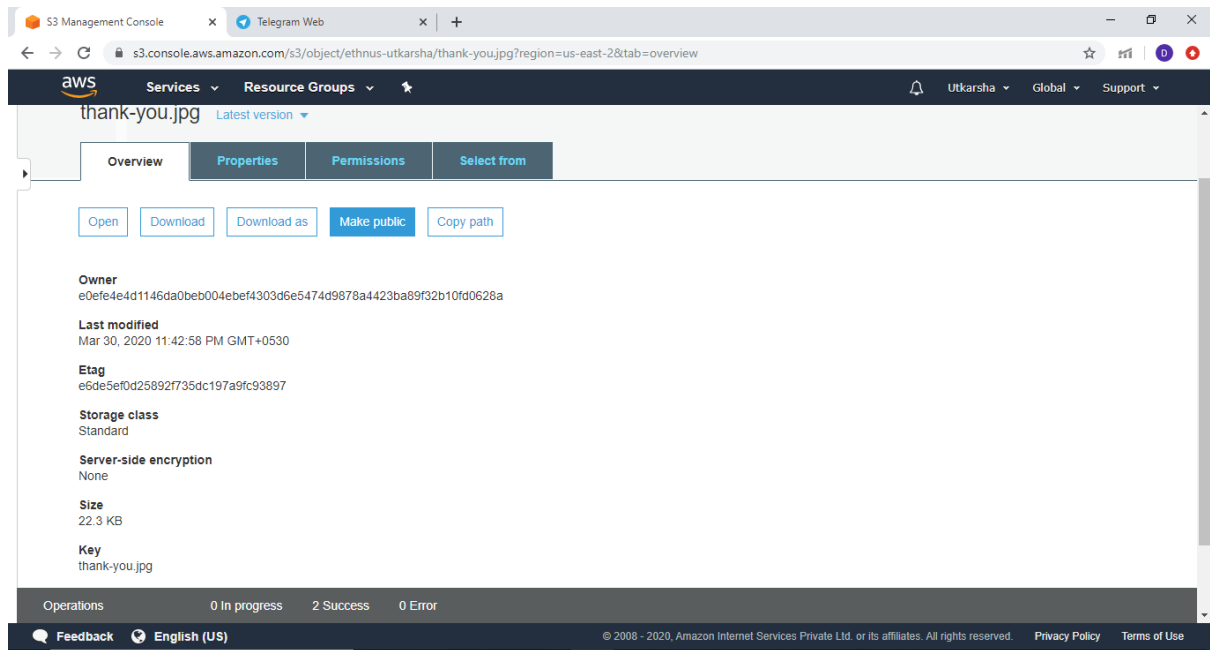 S3 Management Console
Telegram Web
s3.console.aws.amazon.com/s3/object/ethnus-utkarsha/thank-you.jpg?region=us-east-2&tab=overview
D
aws Services Resource Groups Utkarsha Global Support
thank-you.jpg Latest version
Overview Properties Permissions Select from
Open Download Download as Make public Copy path
Owner
e0efe4e4d1146da0beb004ebef4303d6e5474d9878a4423ba89f32b10fd0628a
Last modified
Mar 30, 2020 11:42:58 PM GMT+0530
Etag
e6de5ef0d25892f735dc197a9fc93897
Storage class
Standard
Server-side encryption
None
Size
22.3 KB
Key
thank-you.jpg
Operations 0 In progress 2 Success 0 Error
Feedback English (US) © 2008 - 2020, Amazon Internet Services Private Ltd. or its affiliates. All rights reserved. Privacy Policy Terms of Use